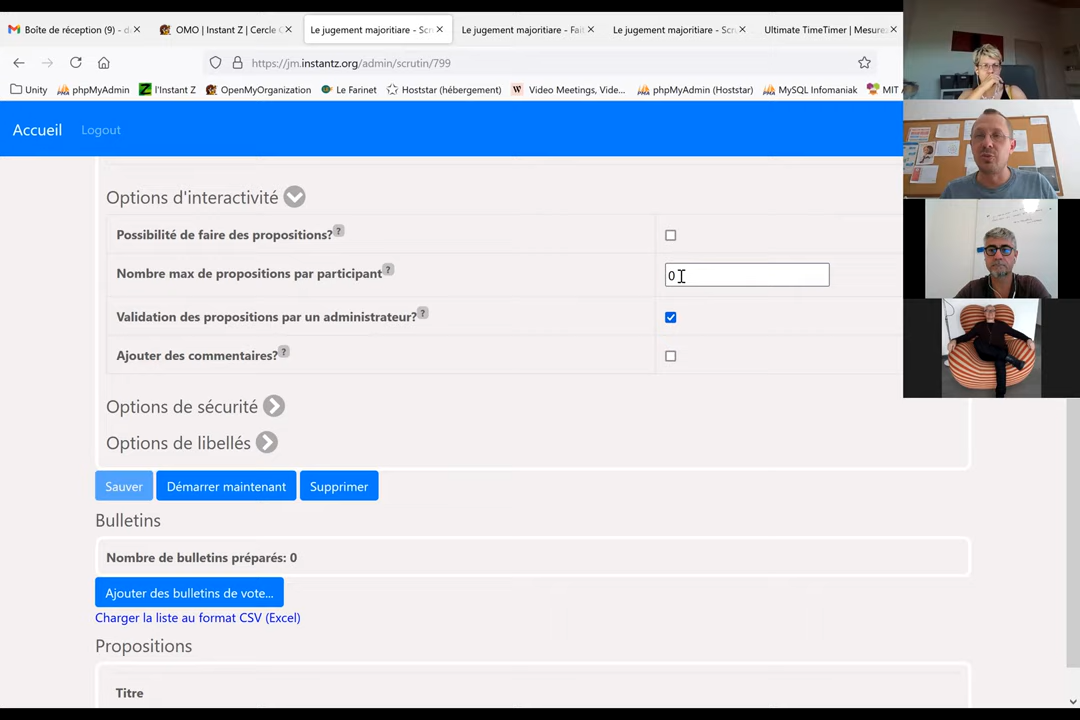 Boîte de réception (9) - d
OMO | Instant Z | Cercle
Le jugement majoritaire - Scr
Le jugement majoritaire - Fait
Le jugement majoritaire - Scr
Ultimate TimeTimer | Mesure
https://jm.instantz.org/admin/scrutin/799
Unity
phpMyAdmin
l'Instant Z
OpenMyOrganization
Le Farinet
Hoststar (hébergement)
Video Meetings, Vide...
phpMyAdmin (Hoststar)
MySQL Infomaniak
MIT
Accueil
Logout
Options d'interactivité
Possibilité de faire des propositions? ?
Nombre max de propositions par participant ?
0
Validation des propositions par un administrateur? ?
Ajouter des commentaires? ?
Options de sécurité
Options de libellés
Sauver
Démarrer maintenant
Supprimer
Bulletins
Nombre de bulletins préparés: 0
Ajouter des bulletins de vote...
Charger la liste au format CSV (Excel)
Propositions
Titre